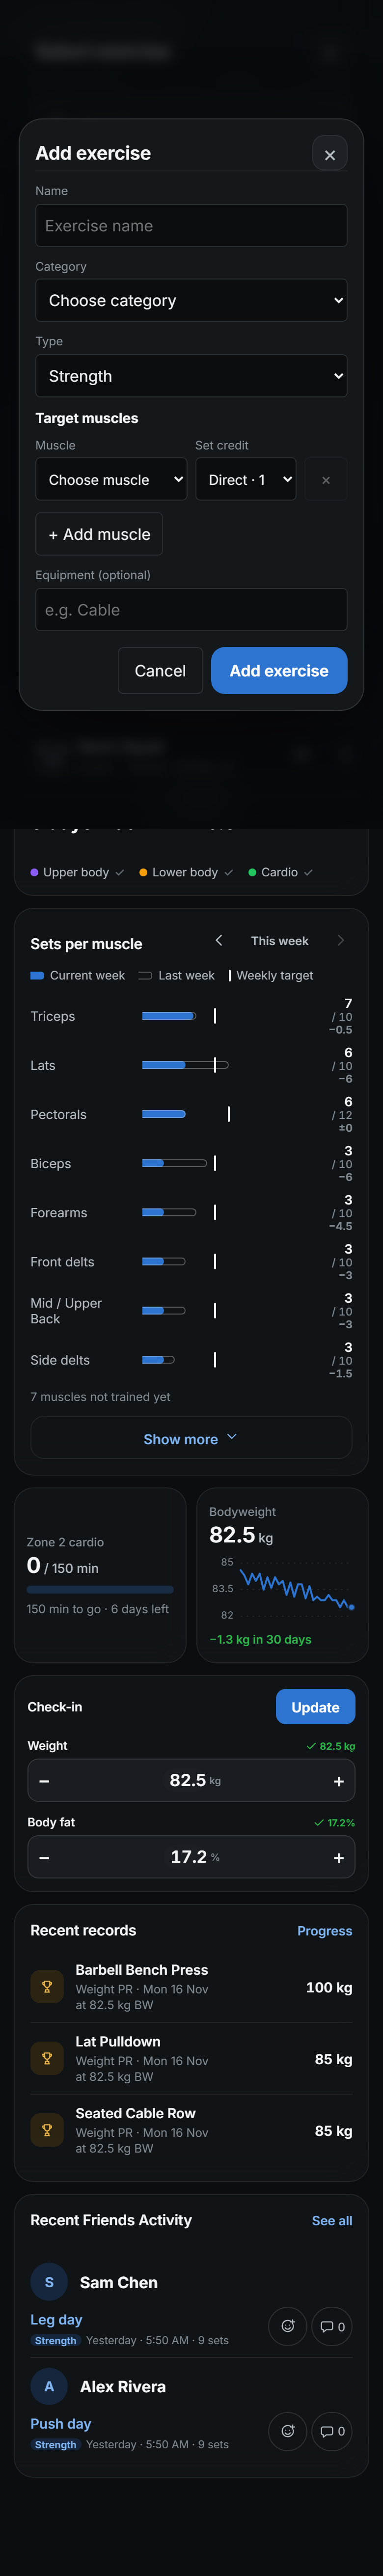 Add exercise
×
Name
Exercise name
Category
Choose category
Type
Strength
Target muscles
Muscle
Set credit
Choose muscle
Direct · 1
×
+ Add muscle
Equipment (optional)
e.g. Cable
Cancel
Add exercise
Upper body ✓
Lower body ✓
Cardio ✓
Sets per muscle
This week
Current week
Last week
Weekly target
Triceps
7
/ 10
−0.5
Lats
6
/ 10
−6
Pectorals
6
/ 12
±0
Biceps
3
/ 10
−6
Forearms
3
/ 10
−4.5
Front delts
3
/ 10
−3
Mid / Upper
Back
3
/ 10
−3
Side delts
3
/ 10
−1.5
7 muscles not trained yet
Show more
Zone 2 cardio
0 / 150 min
150 min to go · 6 days left
Bodyweight
82.5 kg
85
83.5
82
−1.3 kg in 30 days
Check-in
Update
Weight
✓ 82.5 kg
− 82.5 kg +
Body fat
✓ 17.2%
− 17.2 % +
Recent records
Progress
Barbell Bench Press
Weight PR · Mon 16 Nov
at 82.5 kg BW
100 kg
Lat Pulldown
Weight PR · Mon 16 Nov
at 82.5 kg BW
85 kg
Seated Cable Row
Weight PR · Mon 16 Nov
at 82.5 kg BW
85 kg
Recent Friends Activity
See all
S
Sam Chen
Leg day
Strength Yesterday · 5:50 AM · 9 sets
0
A
Alex Rivera
Push day
Strength Yesterday · 5:50 AM · 9 sets
0